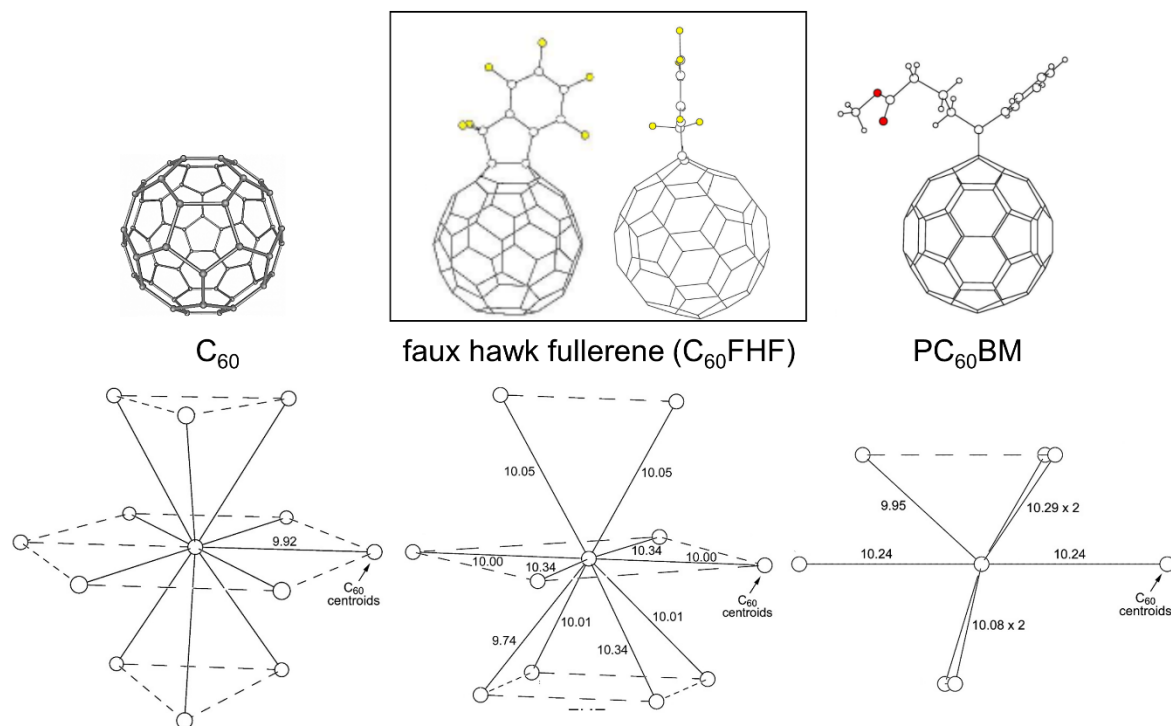 C₆₀
faux hawk fullerene (C₆₀FHF)
PC₆₀BM
9.92
C₆₀
centroids
10.05
10.05
10.34
10.00
10.34
10.00
C₆₀
centroids
10.01
9.74
10.01
10.34
9.95
10.29 x 2
10.24
10.24
C₆₀
centroids
10.08 x 2